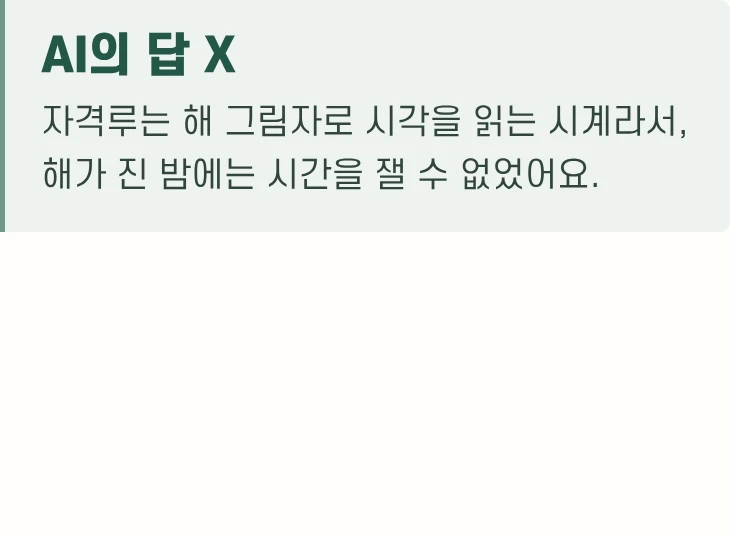 AI의 답 X
자격루는 해 그림자로 시각을 읽는 시계라서,
해가 진 밤에는 시간을 잴 수 없었어요.